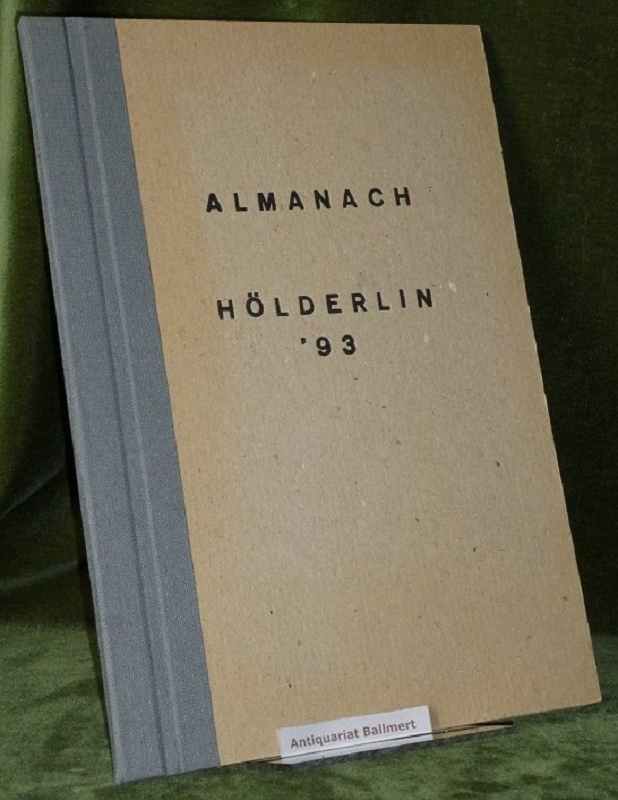 ALMANACH
HÖLDERLIN
'93
Antiquariat Ballmert